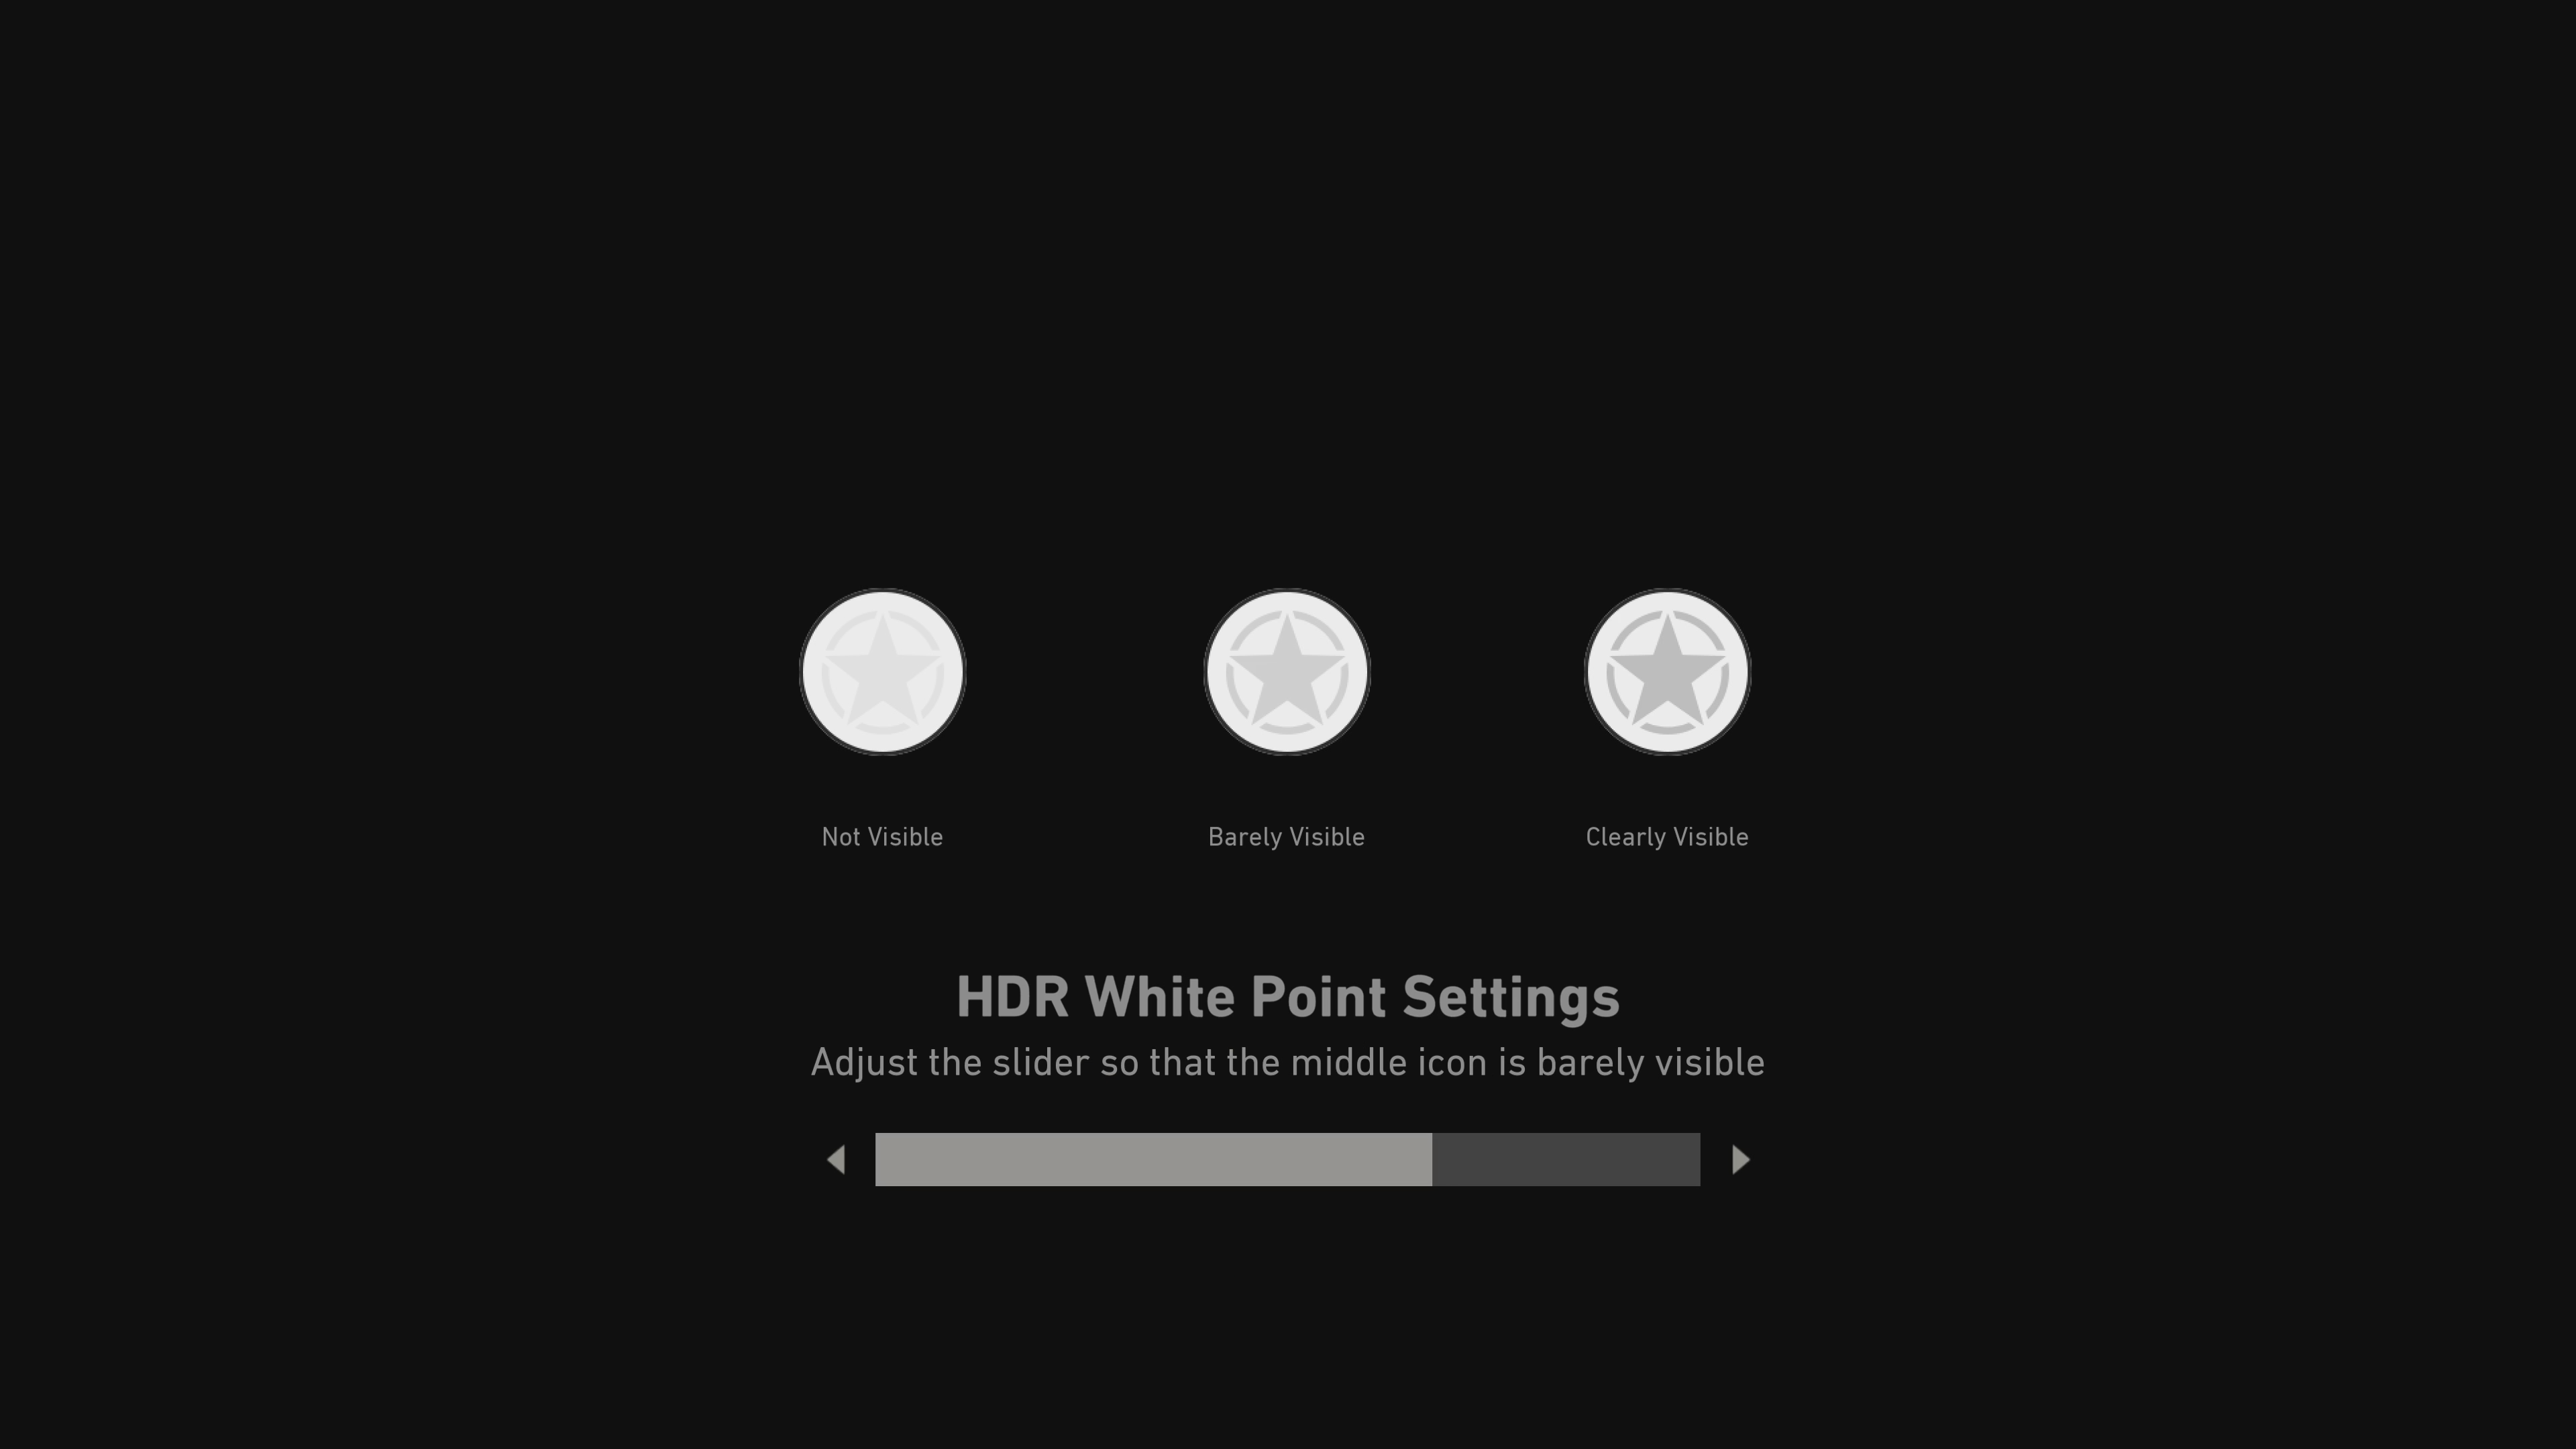 Not Visible
Barely Visible
Clearly Visible
HDR White Point Settings
Adjust the slider so that the middle icon is barely visible